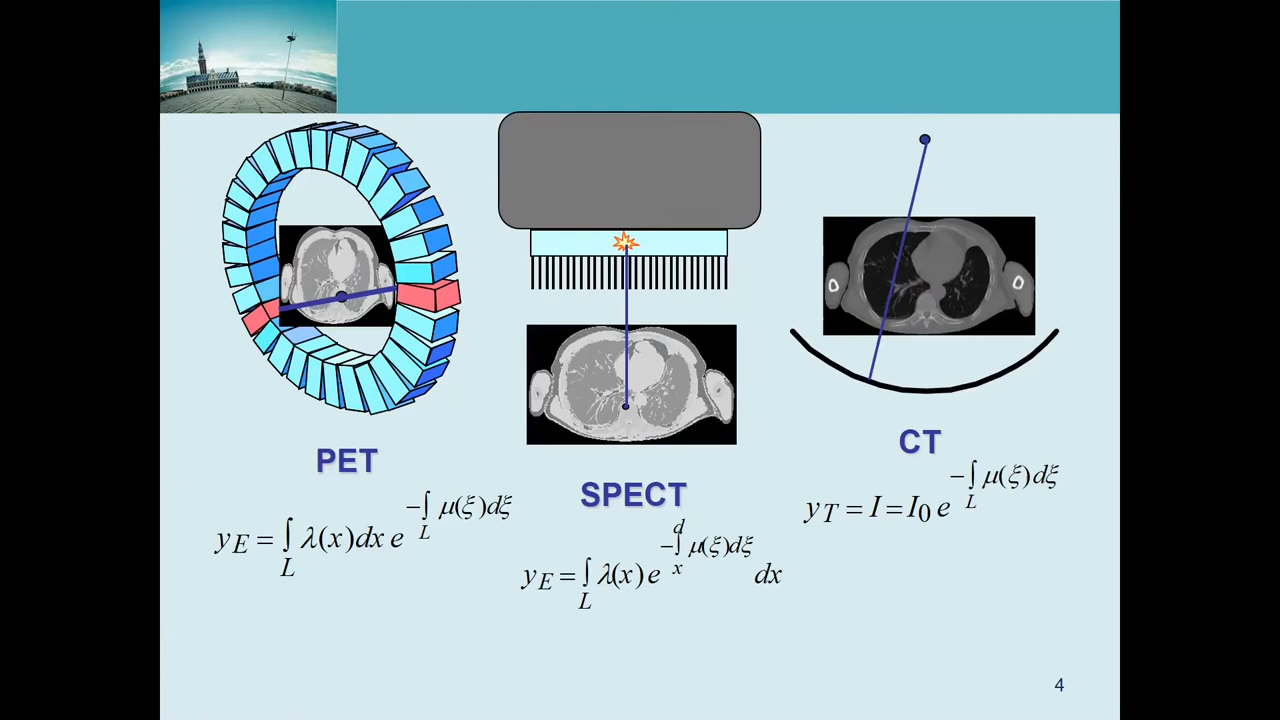 PET
y_E = ∫_L λ(x) dx e^{-∫_L μ(ξ)dξ}
SPECT
y_E = ∫_L λ(x) e^{-∫_x^d μ(ξ)dξ} dx
CT
y_T = I = I_0 e^{-∫_L μ(ξ)dξ}
4